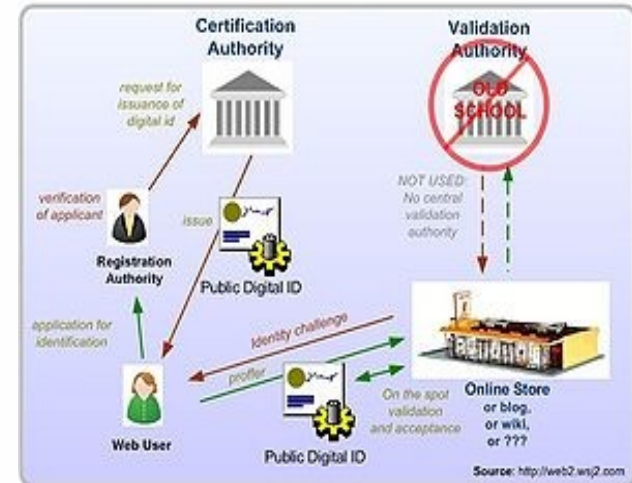 Certification
Authority
Validation
Authority
OLD
SCHOOL
request for
issuance of
digital id
verification
of applicant
issue
NOT USED:
No central
validation
authority
Registration
Authority
Public Digital ID
application for
identification
Identity challenge
proffer
Online Store
or blog,
or wiki,
or ???
On the spot
validation
and acceptance
Web User
Public Digital ID
Source: http://web2.wsj2.com